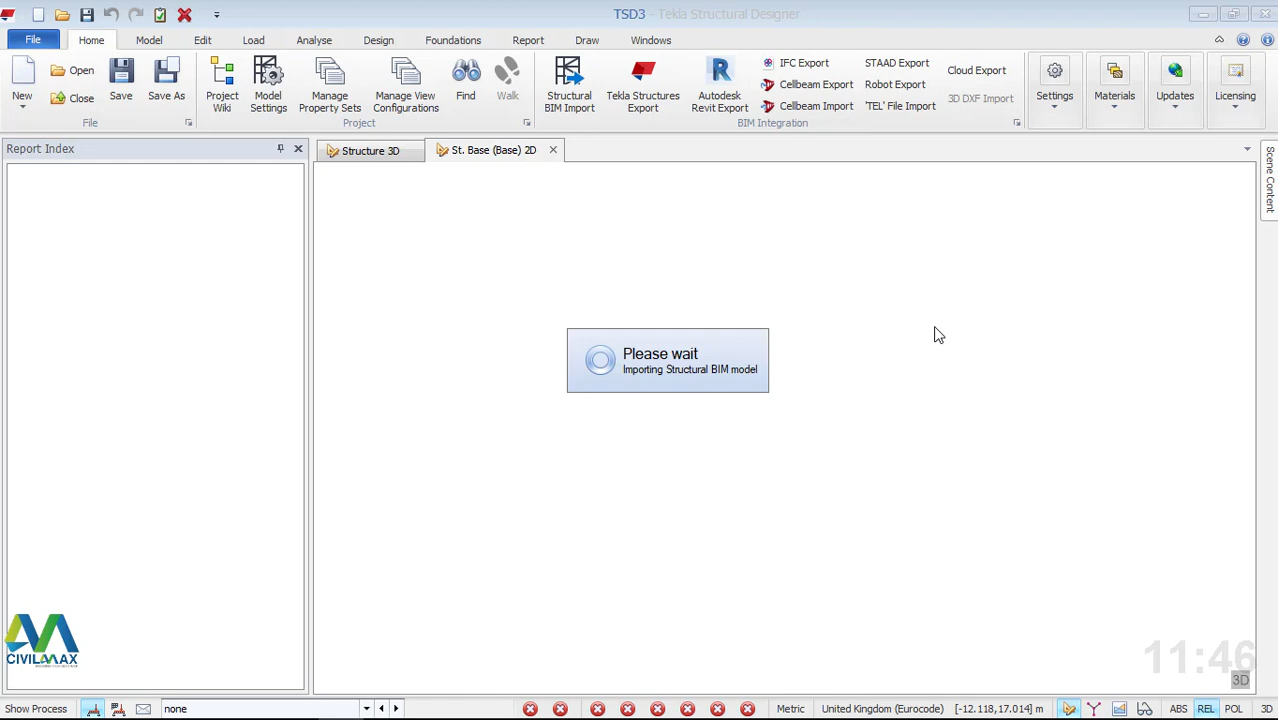 TSD3 - Tekla Structural Designer
File
Home
Model
Edit
Load
Analyse
Design
Foundations
Report
Draw
Windows
New
Open
Close
Save
Save As
File
Project Wiki
Model Settings
Manage Property Sets
Manage View Configurations
Find
Walk
Project
Structural BIM Import
Tekla Structures Export
Autodesk Revit Export
IFC Export
Cellbeam Export
Cellbeam Import
STAAD Export
Robot Export
'TEL' File Import
Cloud Export
3D DXF Import
BIM Integration
Settings
Materials
Updates
Licensing
Report Index
Structure 3D
St. Base (Base) 2D
Scene Content
Please wait
Importing Structural BIM model
CIVILMAX
11:46
3D
Show Process
none
Metric
United Kingdom (Eurocode)
[-12.118,17.014] m
ABS
REL
POL
3D